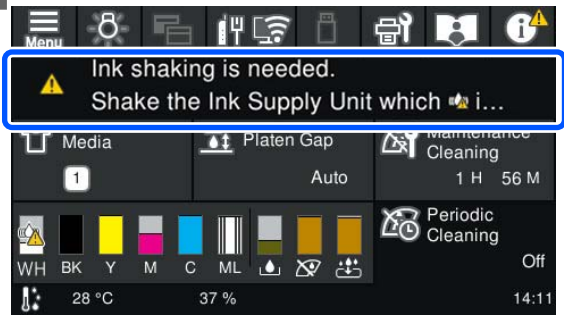 Menu
Ink shaking is needed.
Shake the Ink Supply Unit which i...
Media
1
Platen Gap
Auto
Maintenance
Cleaning
1 H 56 M
WH BK Y M C ML
Periodic
Cleaning
Off
28 °C 37 % 14:11